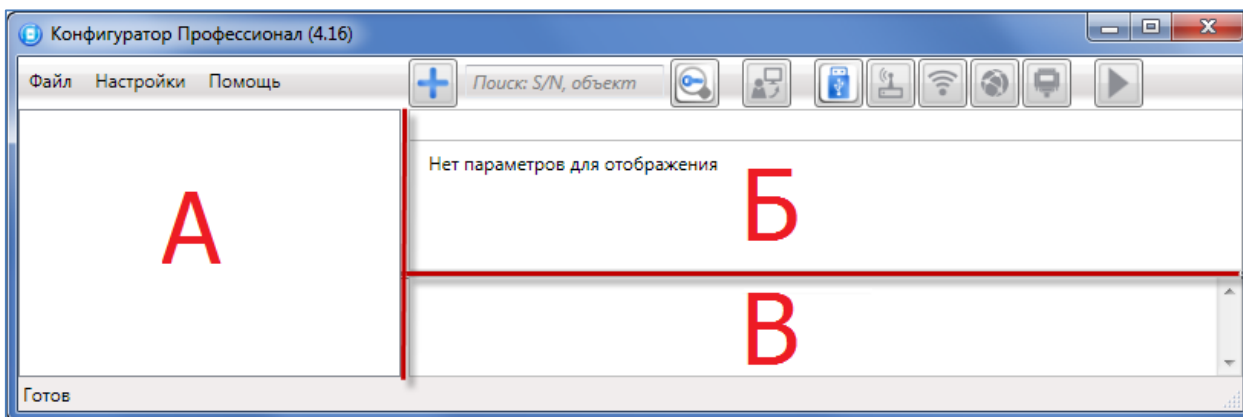 Конфигуратор Профессионал (4.16)
Файл Настройки Помощь Поиск: S/N, объект
Нет параметров для отображения
А
Б
В
Готов